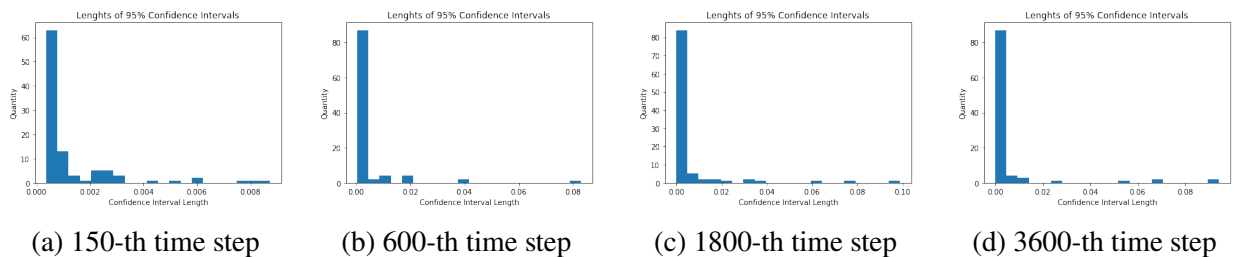 Lenghts of 95% Confidence Intervals
Quantity
60
50
40
30
20
10
0
0.000 0.002 0.004 0.006 0.008
Confidence Interval Length
(a) 150-th time step
Lenghts of 95% Confidence Intervals
Quantity
80
60
40
20
0
0.00 0.02 0.04 0.06 0.08
Confidence Interval Length
(b) 600-th time step
Lenghts of 95% Confidence Intervals
Quantity
80
70
60
50
40
30
20
10
0
0.00 0.02 0.04 0.06 0.08 0.10
Confidence Interval Length
(c) 1800-th time step
Lenghts of 95% Confidence Intervals
Quantity
80
60
40
20
0
0.00 0.02 0.04 0.06 0.08
Confidence Interval Length
(d) 3600-th time step